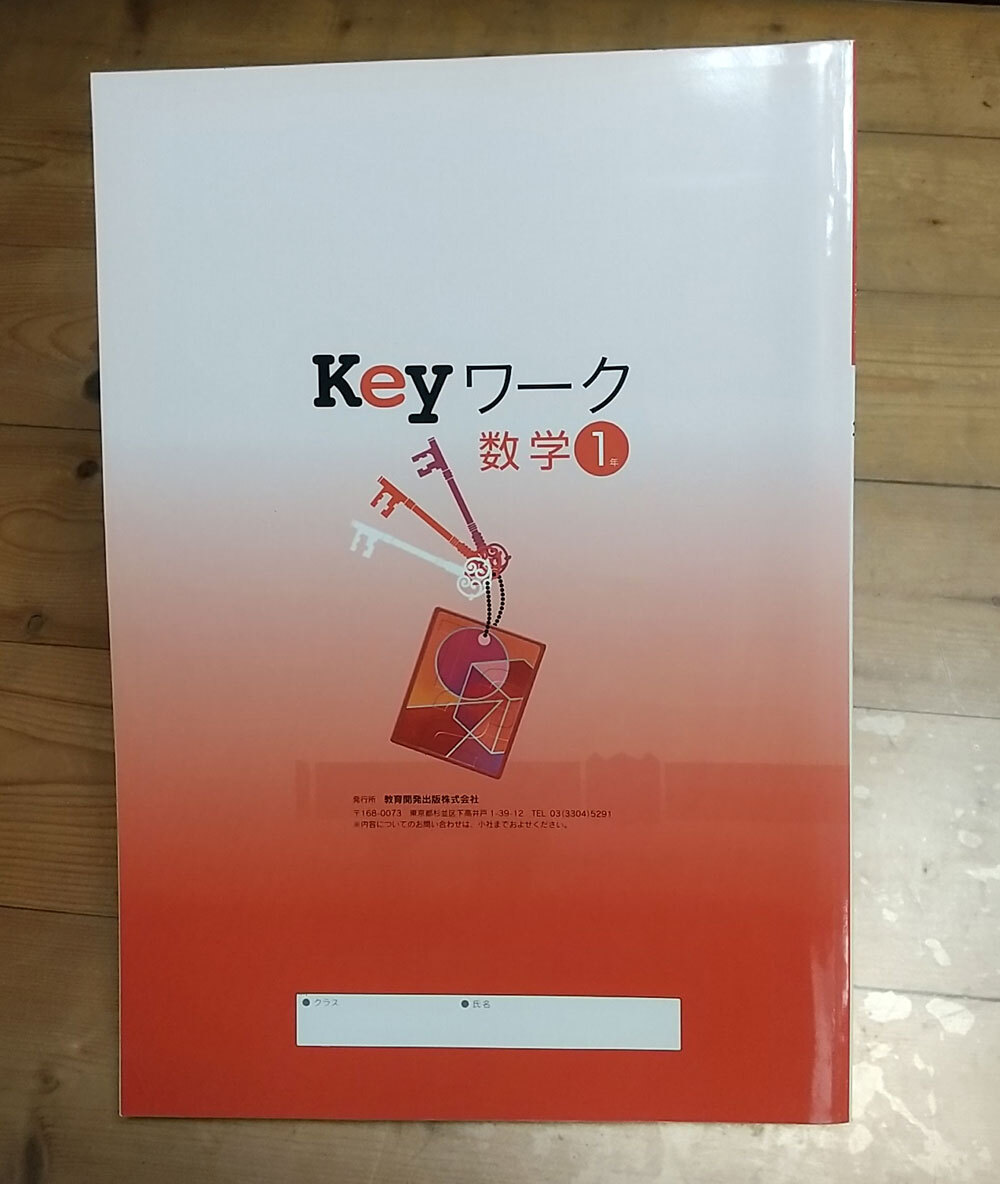 Keyワーク
数学1年
発行所 教育開発出版株式会社
〒168-0073 東京都杉並区下高井戸1-39-12 TEL 03(3304)5291
※内容についてのお問い合わせは、小社までおよせください。
●クラス ●氏名